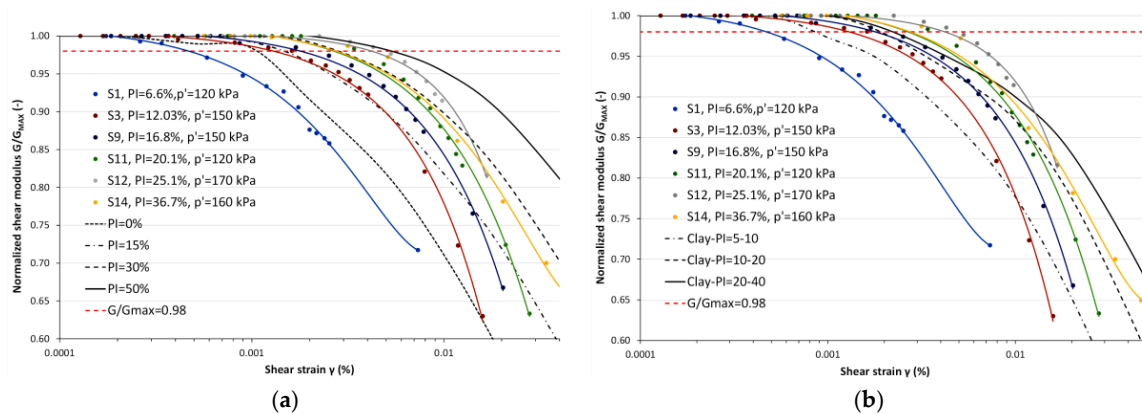 (a)
1.00
0.95
0.90
0.85
0.80
0.75
0.70
0.65
0.60
Normalized shear modulus G/G_MAX (-)
S1, PI=6.6%,p'=120 kPa
S3, PI=12.03%, p'=150 kPa
S9, PI=16.8%, p'=150 kPa
S11, PI=20.1%, p'=120 kPa
S12, PI=25.1%, p'=170 kPa
S14, PI=36.7%, p'=160 kPa
PI=0%
PI=15%
PI=30%
PI=50%
G/Gmax=0.98
0.0001
0.001
0.01
Shear strain γ (%)
(a)
1.00
0.95
0.90
0.85
0.80
0.75
0.70
0.65
0.60
Normalized shear modulus G/G_MAX (-)
S1, PI=6.6%,p'=120 kPa
S3, PI=12.03%, p'=150 kPa
S9, PI=16.8%, p'=150 kPa
S11, PI=20.1%, p'=120 kPa
S12, PI=25.1%, p'=170 kPa
S14, PI=36.7%, p'=160 kPa
Clay-PI=5-10
Clay-PI=10-20
Clay-PI=20-40
G/Gmax=0.98
0.0001
0.001
0.01
Shear strain γ (%)
(b)
(b)